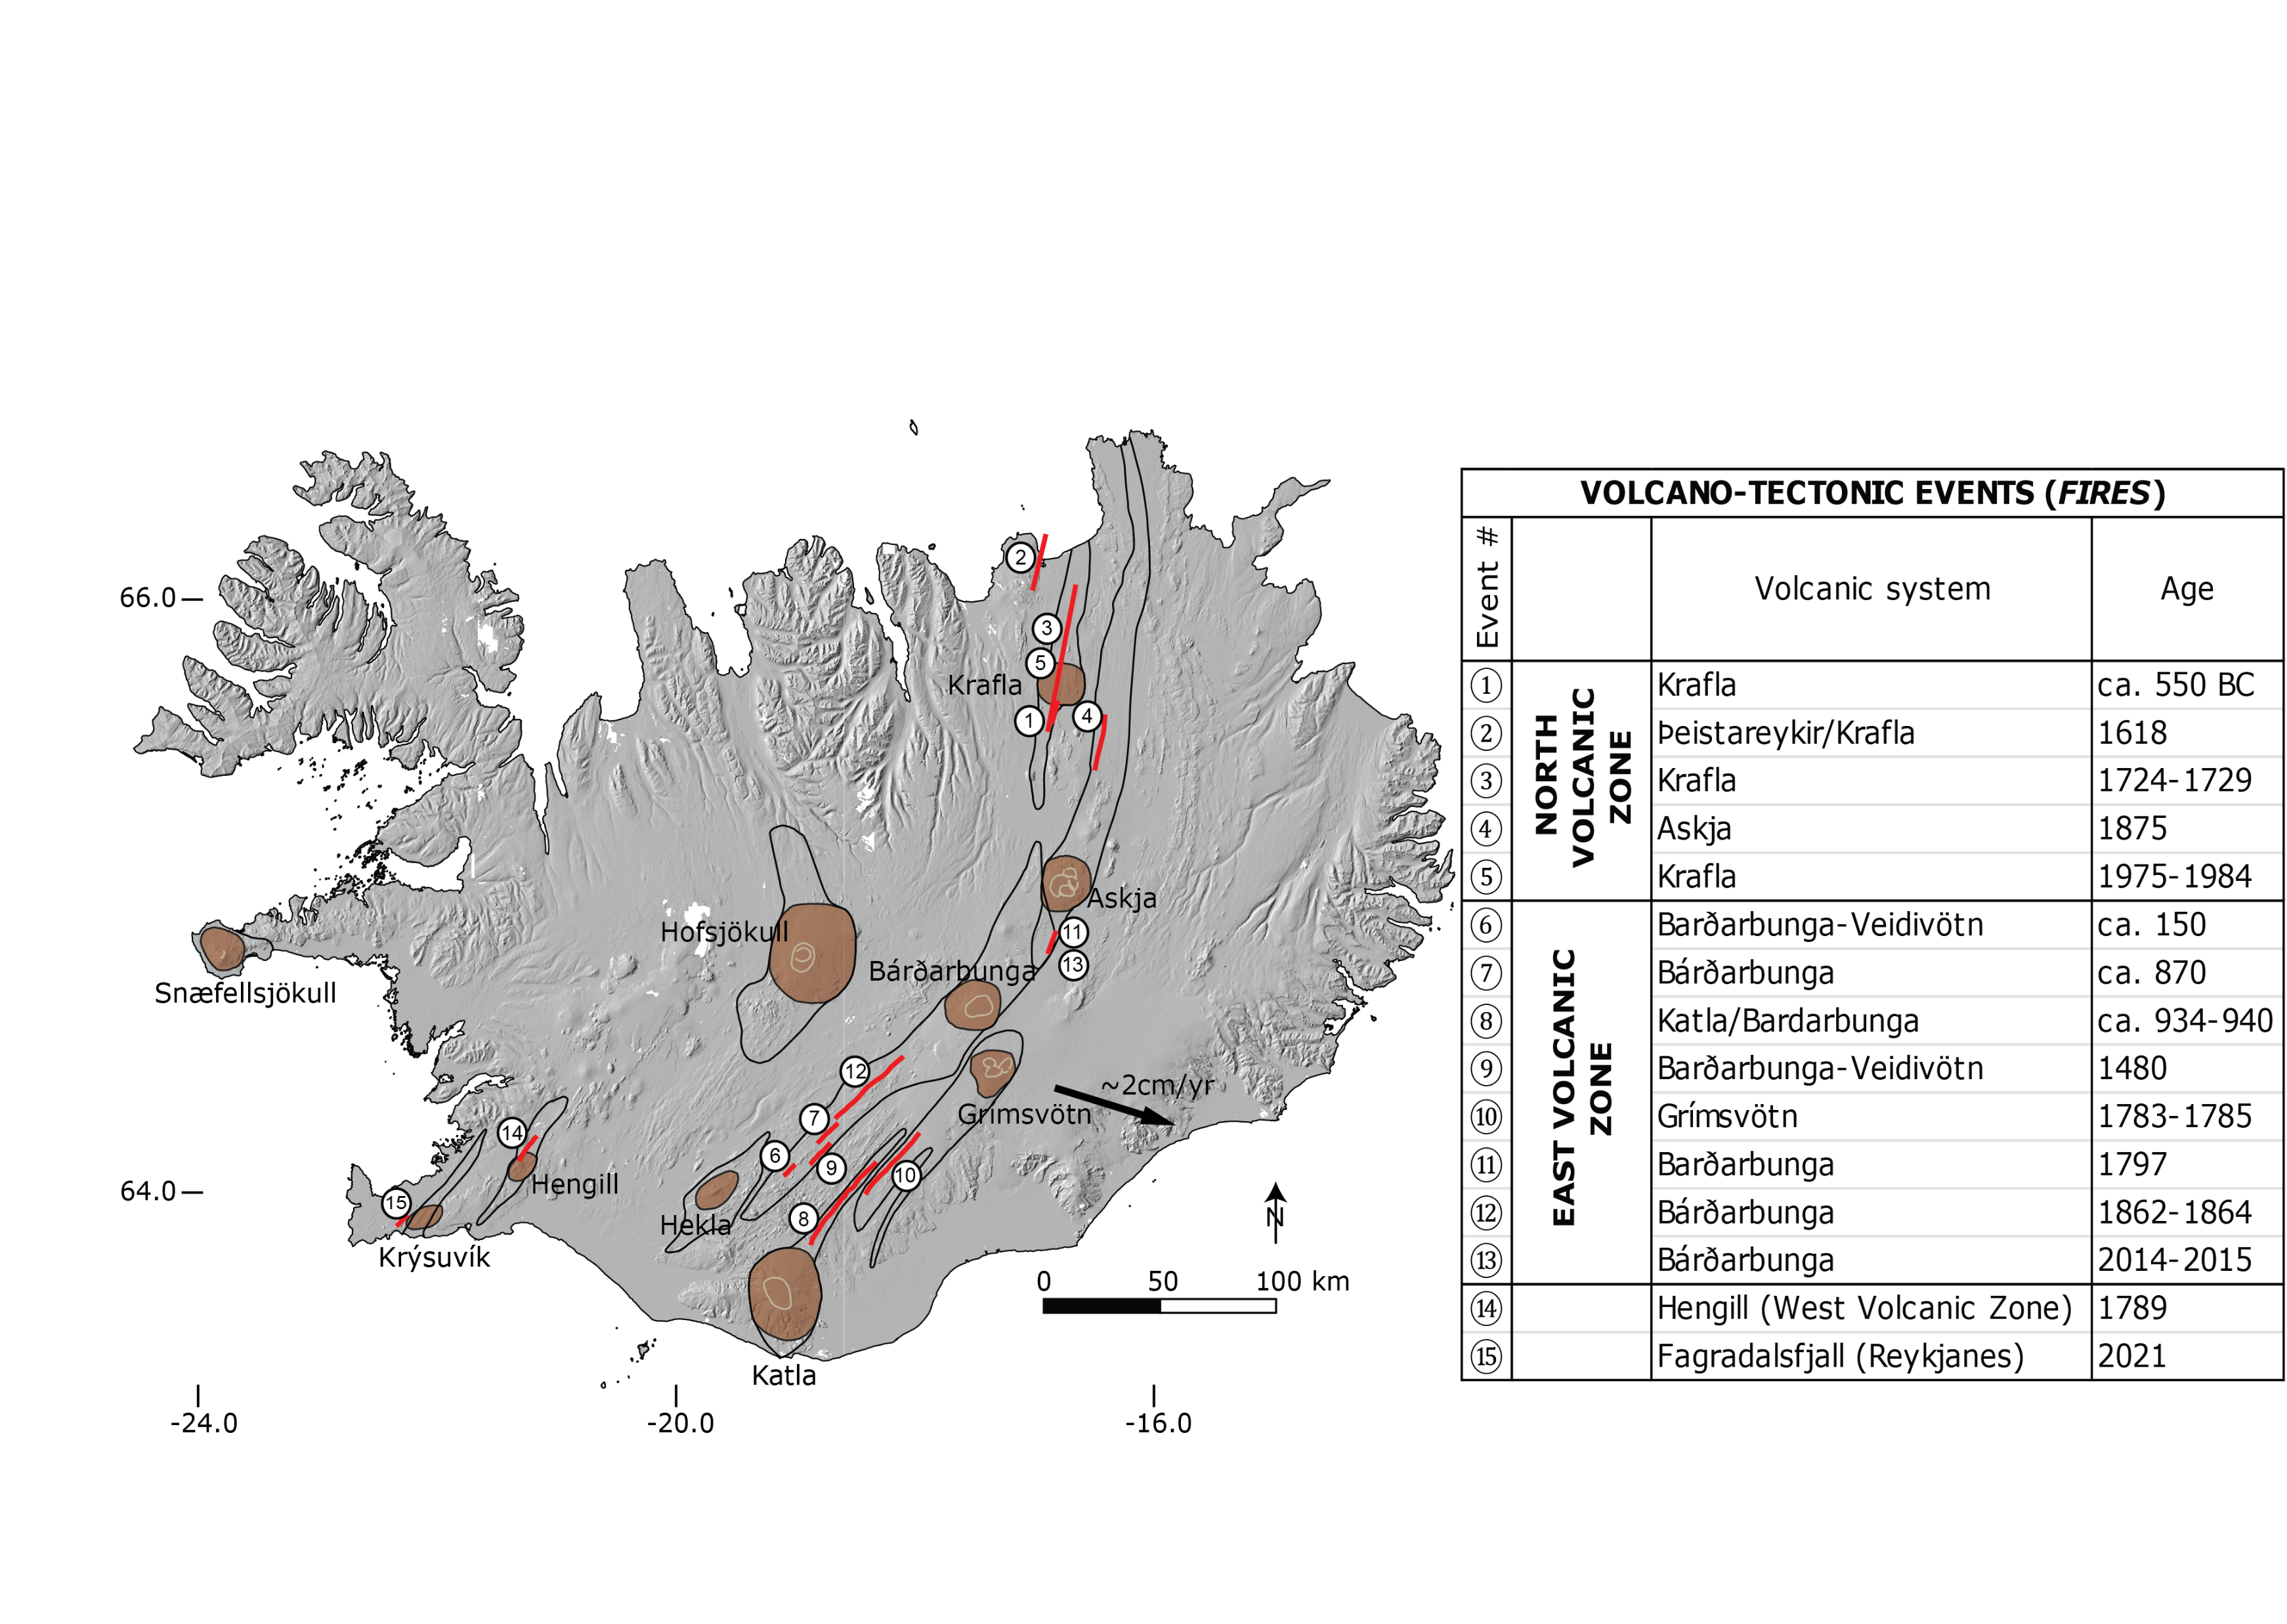 66.0
64.0
-24.0
-20.0
-16.0
2
3
5
Krafla
1
4
Askja
11
13
Hofsjökull
Bárðarbunga
Snæfellsjökull
12
~2cm/yr
Grímsvötn
7
14
6
9
10
Hengill
15
8
Hekla
Krýsuvík
N
0 50 100 km
Katla
VOLCANO-TECTONIC EVENTS (FIRES)
Event # Volcanic system Age
NORTH VOLCANIC ZONE
1 Krafla ca. 550 BC
2 Þeistareykir/Krafla 1618
3 Krafla 1724-1729
4 Askja 1875
5 Krafla 1975-1984
EAST VOLCANIC ZONE
6 Barðarbunga-Veidivötn ca. 150
7 Bárðarbunga ca. 870
8 Katla/Bardarbunga ca. 934-940
9 Barðarbunga-Veidivötn 1480
10 Grímsvötn 1783-1785
11 Barðarbunga 1797
12 Bárðarbunga 1862-1864
13 Bárðarbunga 2014-2015
14 Hengill (West Volcanic Zone) 1789
15 Fagradalsfjall (Reykjanes) 2021